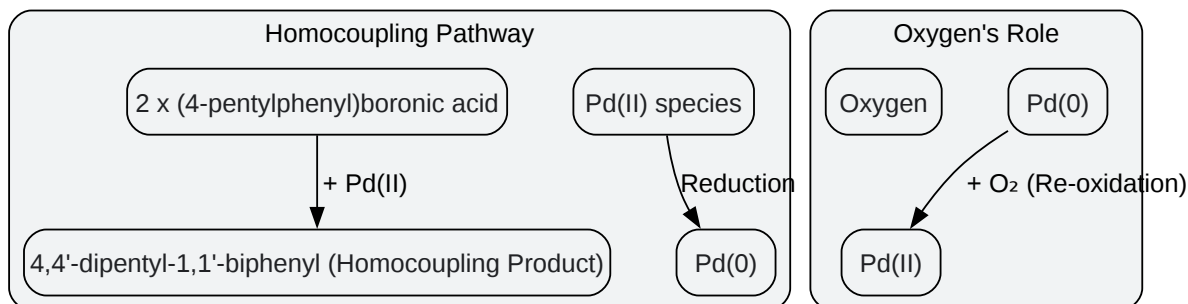 Homocoupling Pathway
2 x (4-pentylphenyl)boronic acid
Pd(II) species
+ Pd(II)
Reduction
4,4'-dipentyl-1,1'-biphenyl (Homocoupling Product)
Pd(0)
Oxygen's Role
Oxygen
Pd(0)
+ O₂ (Re-oxidation)
Pd(II)